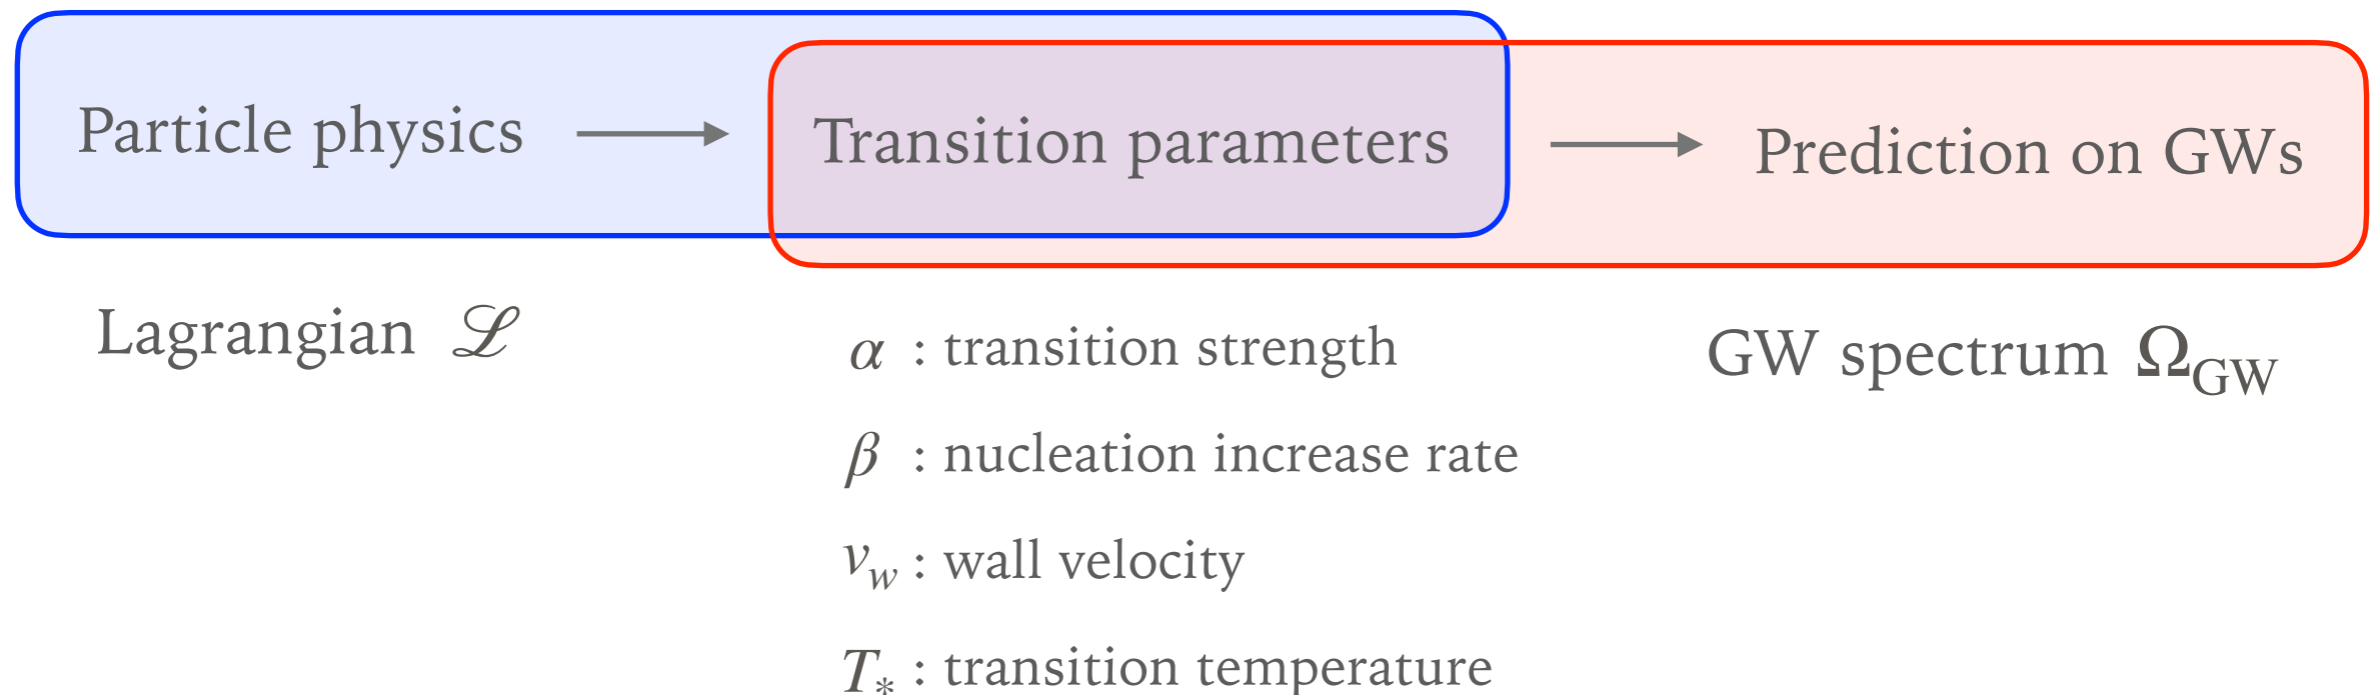 Particle physics
Transition parameters
Prediction on GWs
Lagrangian ℒ
α : transition strength
β : nucleation increase rate
v_w : wall velocity
T_* : transition temperature
GW spectrum Ω_GW